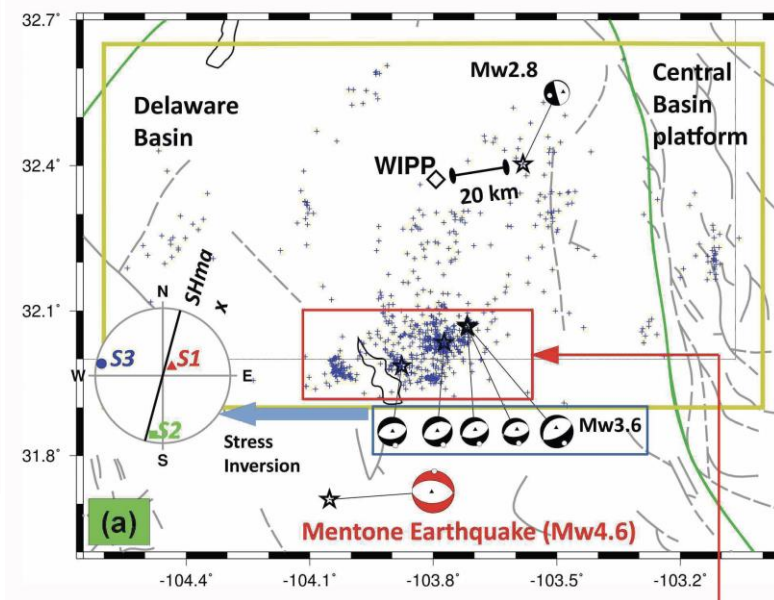 32.7˚
32.4˚
32.1˚
31.8˚
Delaware
Basin
Mw2.8
Central
Basin
platform
WIPP
20 km
SHma
x
N
W
E
S
S3
S1
S2
Stress
Inversion
Mw3.6
(a)
Mentone Earthquake (Mw4.6)
-104.4
-104.1
-103.8
-103.5
-103.2